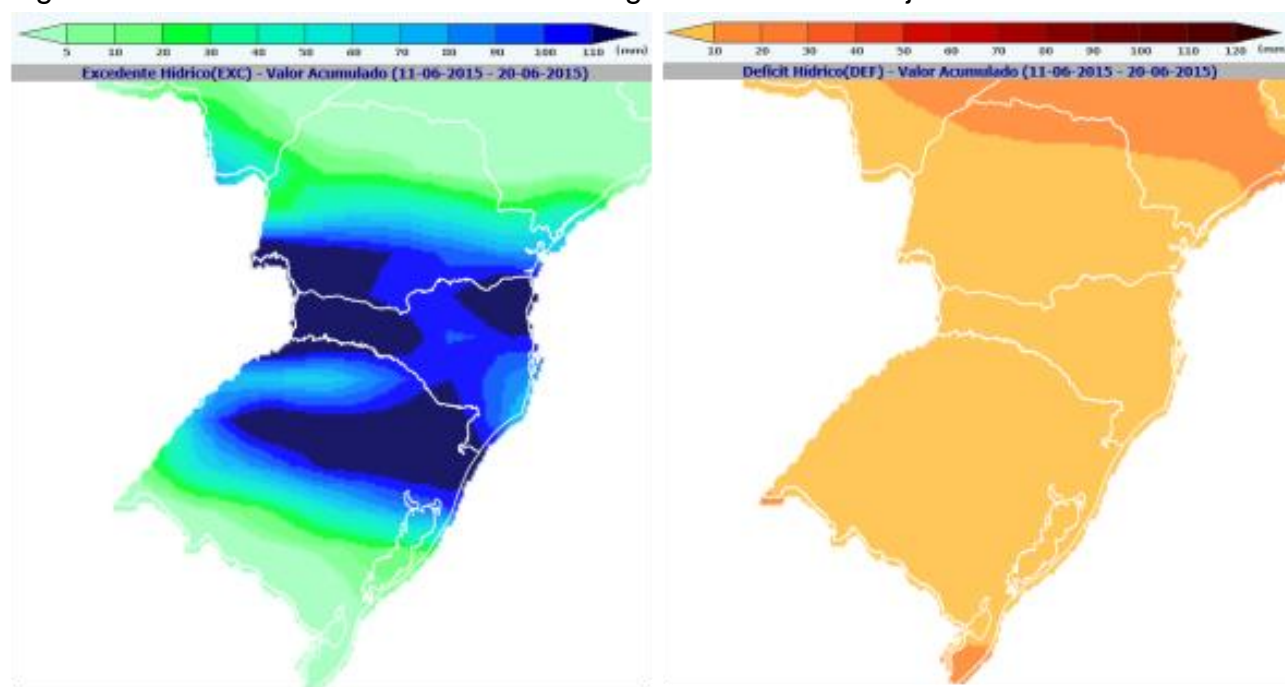 5 10 20 30 40 50 60 70 80 90 100 110 (mm)
Excedente Hídrico(EXC) - Valor Acumulado (11-06-2015 - 20-06-2015)
10 20 30 40 50 60 70 80 90 100 110 120 (mm)
Deficit Hídrico(DEF) - Valor Acumulado (11-06-2015 - 20-06-2015)